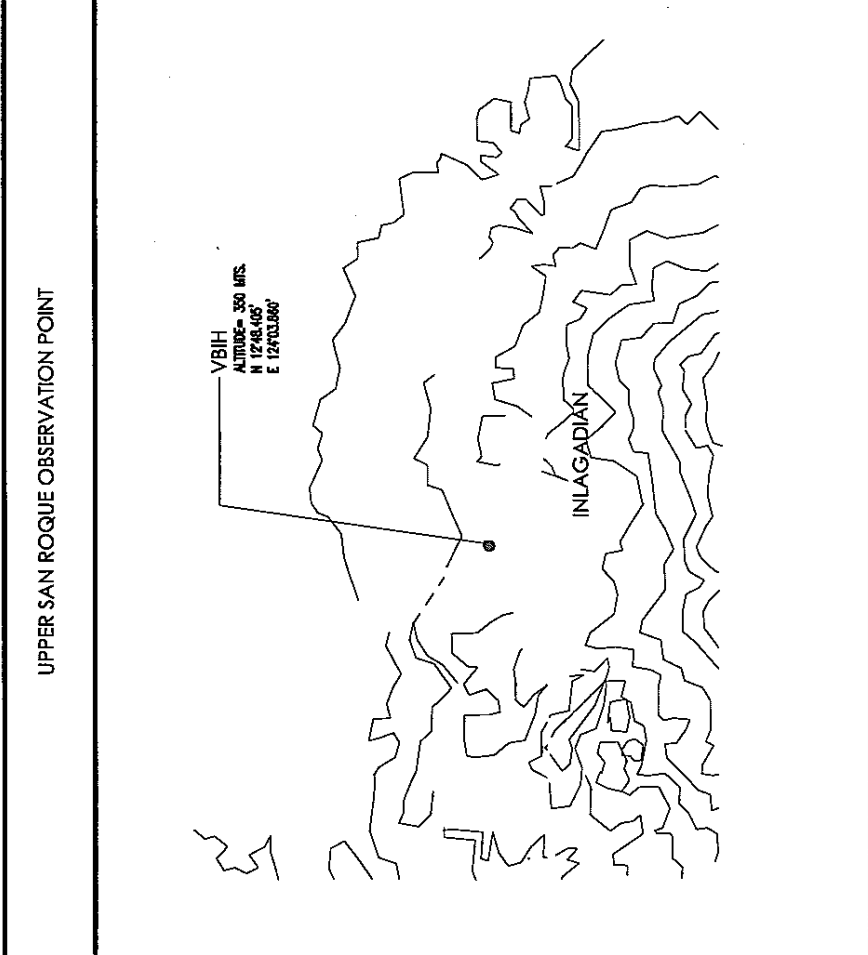 UPPER SAN ROQUE OBSERVATION POINT
VBIH
ALTITUDE= 350 MTS.
N 12°48.405'
E 124°03.860'
INLAGADIAN